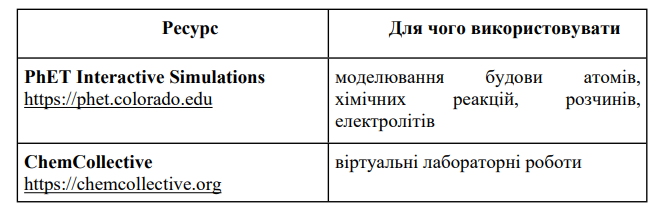 Ресурс
Для чого використовувати
PhET Interactive Simulations
https://phet.colorado.edu
моделювання будови атомів,
хімічних реакцій, розчинів,
електролітів
ChemCollective
https://chemcollective.org
віртуальні лабораторні роботи